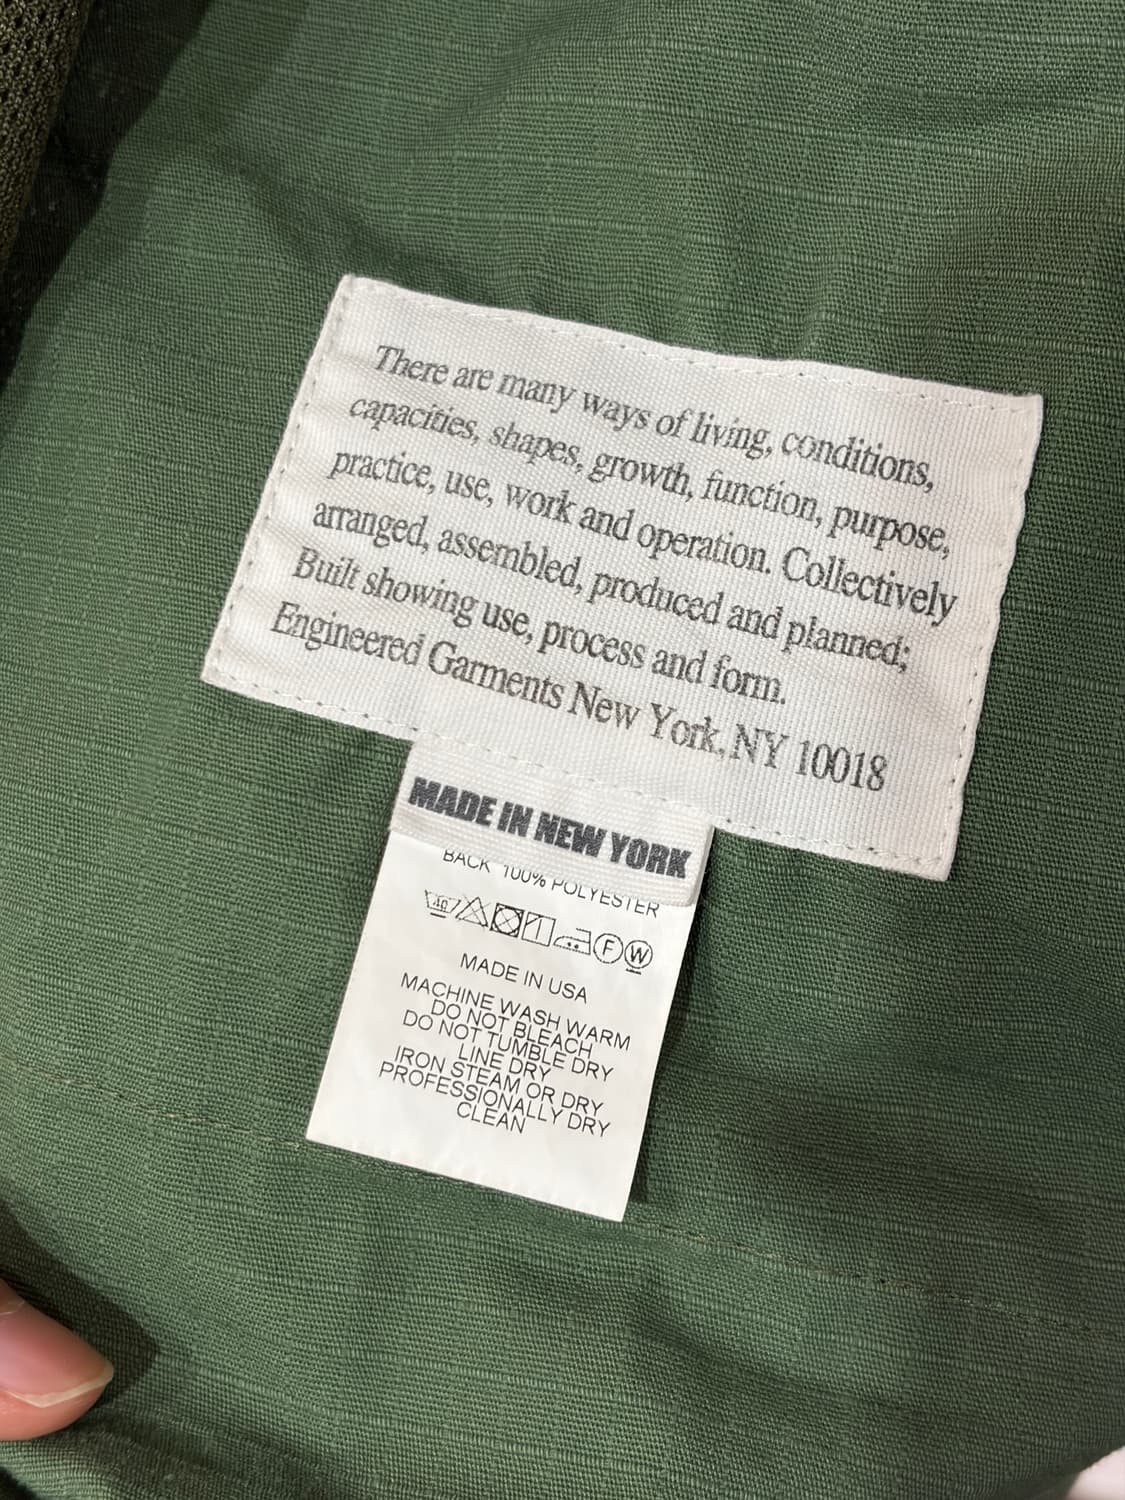 There are many ways of living, conditions,
capacities, shapes, growth, function, purpose,
practice, use, work and operation. Collectively
arranged, assembled, produced and planned;
Built showing use, process and form.
Engineered Garments New York, NY 10018
MADE IN NEW YORK
BACK 100% POLYESTER
40 F W
MADE IN USA
MACHINE WASH WARM
DO NOT BLEACH
DO NOT TUMBLE DRY
LINE DRY
IRON STEAM OR DRY
PROFESSIONALLY DRY
CLEAN